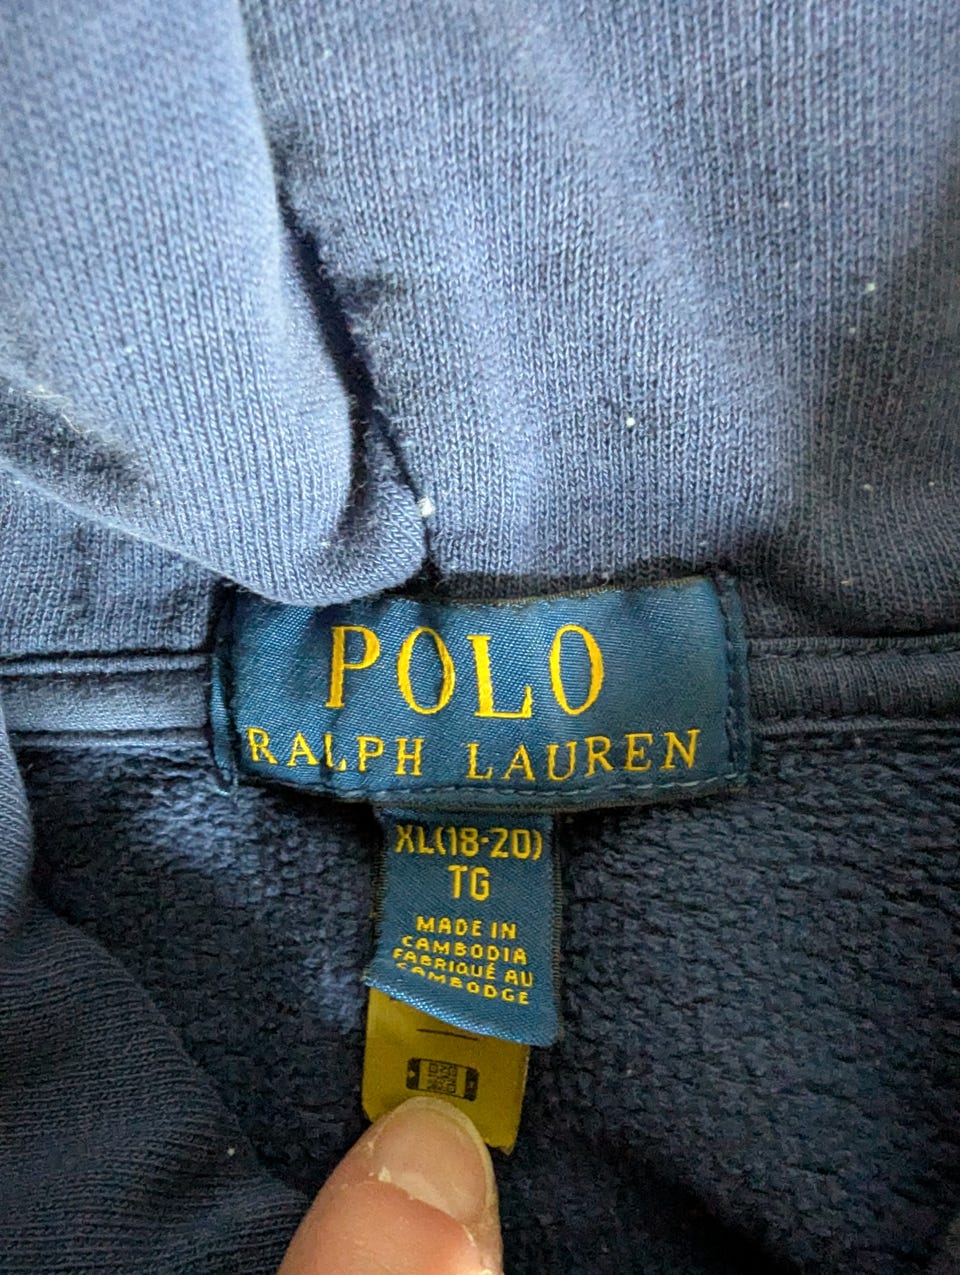 POLO
RALPH LAUREN
XL(18-20)
TG
MADE IN
CAMBODIA
FABRIQUÉ AU
CAMBODGE